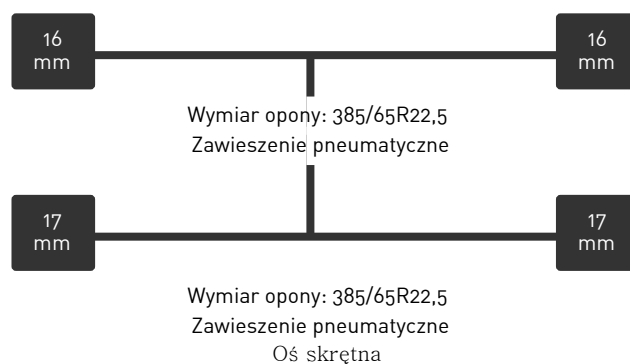 16 mm
16 mm
Wymiar opony: 385/65R22,5
Zawieszenie pneumatyczne
17 mm
17 mm
Wymiar opony: 385/65R22,5
Zawieszenie pneumatyczne
Oś skrętna